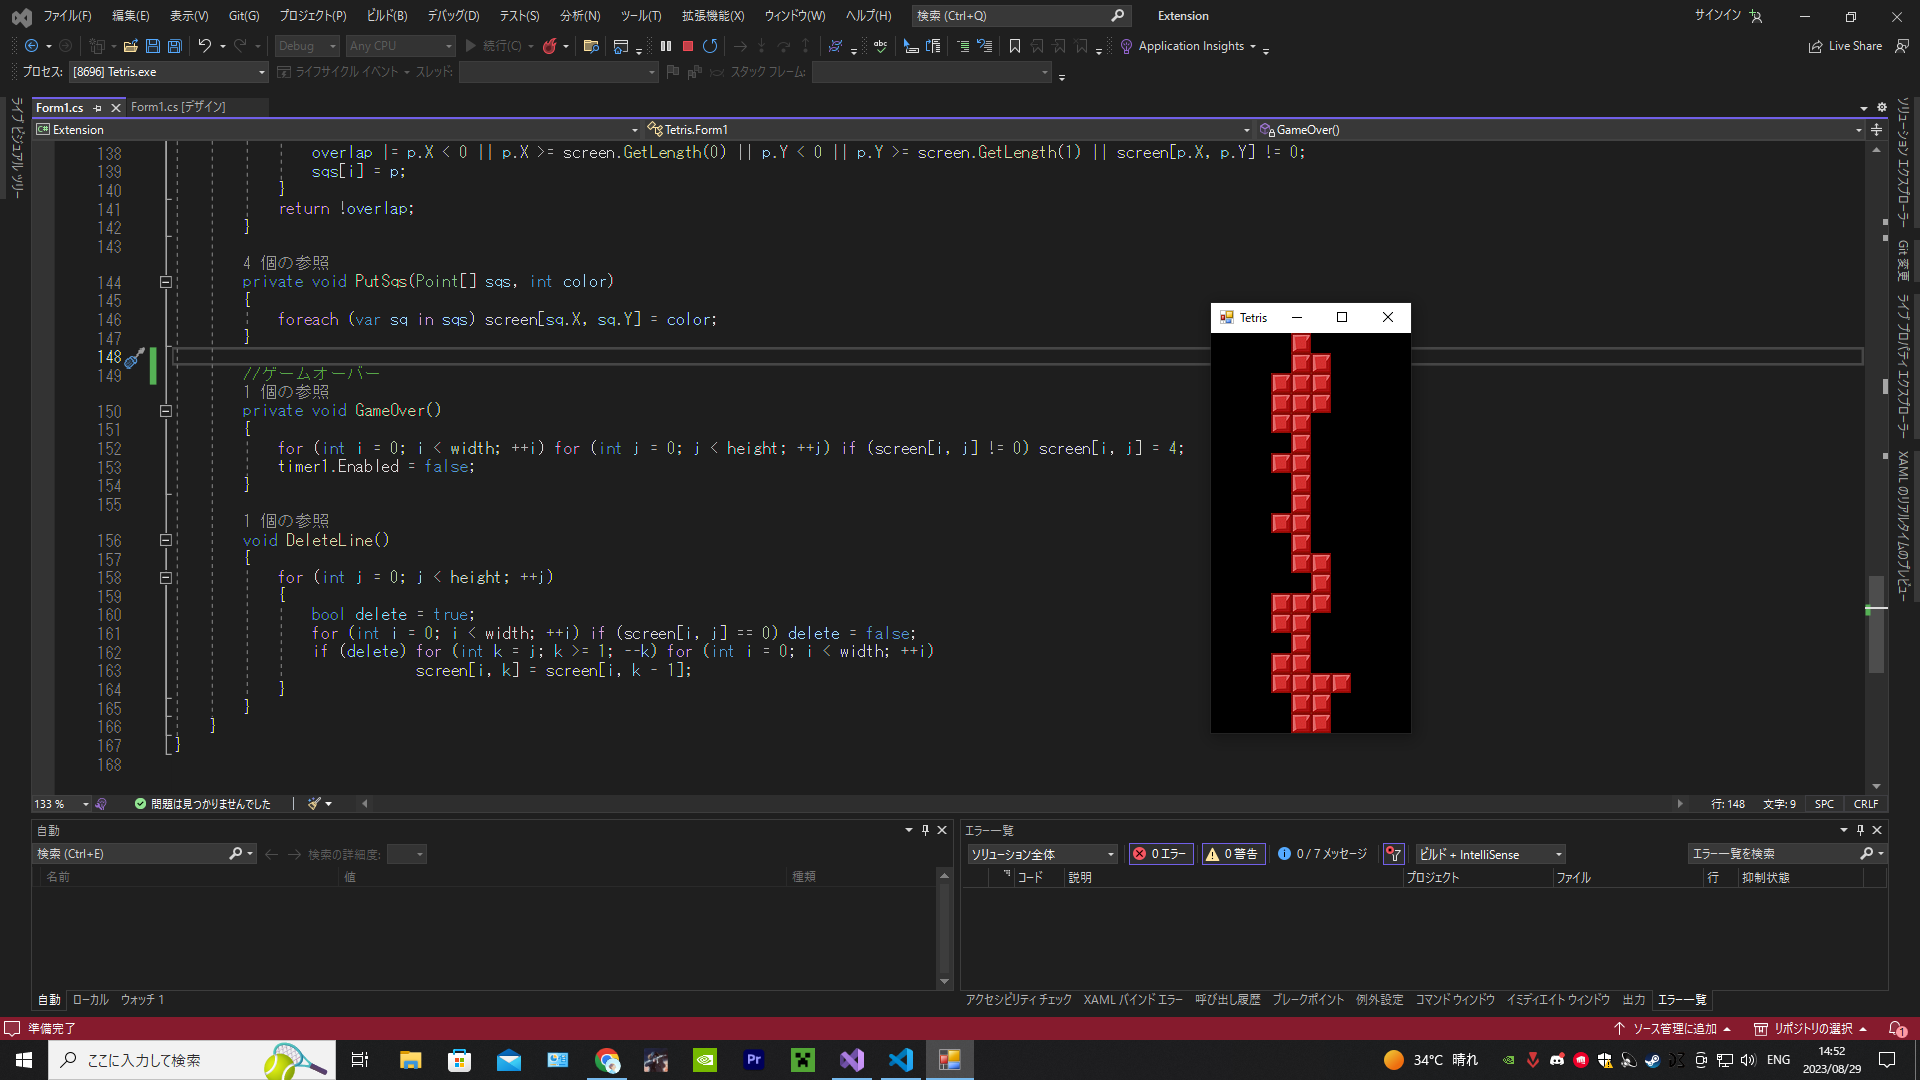 ファイル(F) 編集(E) 表示(V) Git(G) プロジェクト(P) ビルド(B) デバッグ(D) テスト(S) 分析(N) ツール(T) 拡張機能(X) ウィンドウ(W) ヘルプ(H) 検索 (Ctrl+Q) Extension サインイン
Debug Any CPU 続行(C) Application Insights Live Share
プロセス: [8696] Tetris.exe ライフサイクル イベント スレッド: スタック フレーム:
Form1.cs Form1.cs [デザイン]
Extension Tetris.Form1 GameOver()
138 overlap |= p.X < 0 || p.X >= screen.GetLength(0) || p.Y < 0 || p.Y >= screen.GetLength(1) || screen[p.X, p.Y] != 0;
139 sqs[i] = p;
140 }
141 return !overlap;
142 }
143
4 個の参照
144 private void PutSqs(Point[] sqs, int color)
145 {
146 foreach (var sq in sqs) screen[sq.X, sq.Y] = color;
147 }
148
149 //ゲームオーバー
1 個の参照
150 private void GameOver()
151 {
152 for (int i = 0; i < width; ++i) for (int j = 0; j < height; ++j) if (screen[i, j] != 0) screen[i, j] = 4;
153 timer1.Enabled = false;
154 }
155
1 個の参照
156 void DeleteLine()
157 {
158 for (int j = 0; j < height; ++j)
159 {
160 bool delete = true;
161 for (int i = 0; i < width; ++i) if (screen[i, j] == 0) delete = false;
162 if (delete) for (int k = j; k >= 1; --k) for (int i = 0; i < width; ++i)
163 screen[i, k] = screen[i, k - 1];
164 }
165 }
166 }
167 }
168
Tetris
ライブ ビジュアル ツリー
ソリューション エクスプローラー
Git 変更
ライブ プロパティ エクスプローラー
XAML のリアルタイムのプレビュー
133 % 問題は見つかりませんでした 行: 148 文字: 9 SPC CRLF
自動
検索 (Ctrl+E) 検索の詳細度:
名前 値 種類
自動 ローカル ウォッチ 1
エラー一覧
ソリューション全体 0 エラー 0 警告 0 / 7 メッセージ ビルド + IntelliSense エラー一覧を検索
コード 説明 プロジェクト ファイル 行 抑制状態
アクセシビリティ チェック XAML バインド エラー 呼び出し履歴 ブレークポイント 例外設定 コマンド ウィンドウ イミディエイト ウィンドウ 出力 エラー一覧
準備完了 ソース管理に追加 リポジトリの選択 1
ここに入力して検索 Pr 34°C 晴れ ENG 14:52
2023/08/29